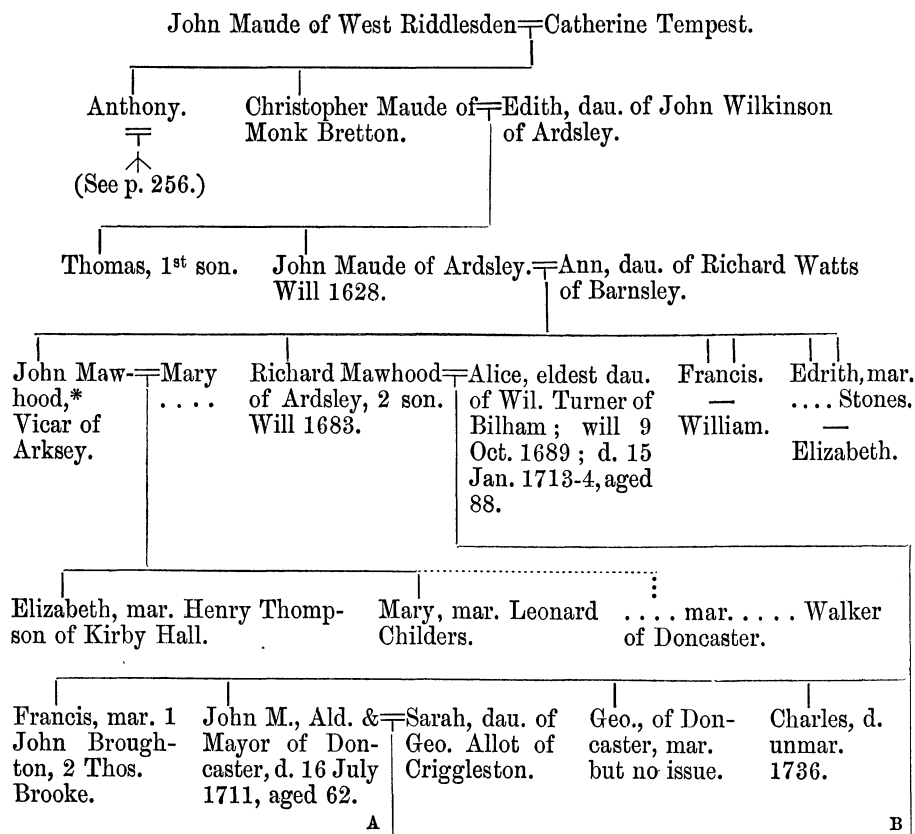 John Maude of West Riddlesden=Catherine Tempest.
Anthony.
(See p. 256.)
Christopher Maude of=Edith, dau. of John Wilkinson
Monk Bretton. of Ardsley.
Thomas, 1st son.
John Maude of Ardsley.=Ann, dau. of Richard Watts
Will 1628. of Barnsley.
John Maw-
hood,*
Vicar of
Arksey.
=Mary
. . . .
Richard Mawhood=
of Ardsley, 2 son.
Will 1683.
Alice, eldest dau.
of Wil. Turner of
Bilham ; will 9
Oct. 1689 ; d. 15
Jan. 1713-4, aged
88.
Francis.
—
William.
Edrith, mar.
.... Stones.
—
Elizabeth.
Elizabeth, mar. Henry Thomp-
son of Kirby Hall.
Mary, mar. Leonard
Childers.
. . . . mar. . . . . . Walker
of Doncaster.
Francis, mar. 1
John Brough-
ton, 2 Thos.
Brooke.
John M., Ald. &=
Mayor of Don-
caster, d. 16 July
1711, aged 62.
Sarah, dau. of
Geo. Allot of
Criggleston.
Geo., of Don-
caster, mar.
but no issue.
Charles, d.
unmar.
1736.
A
B